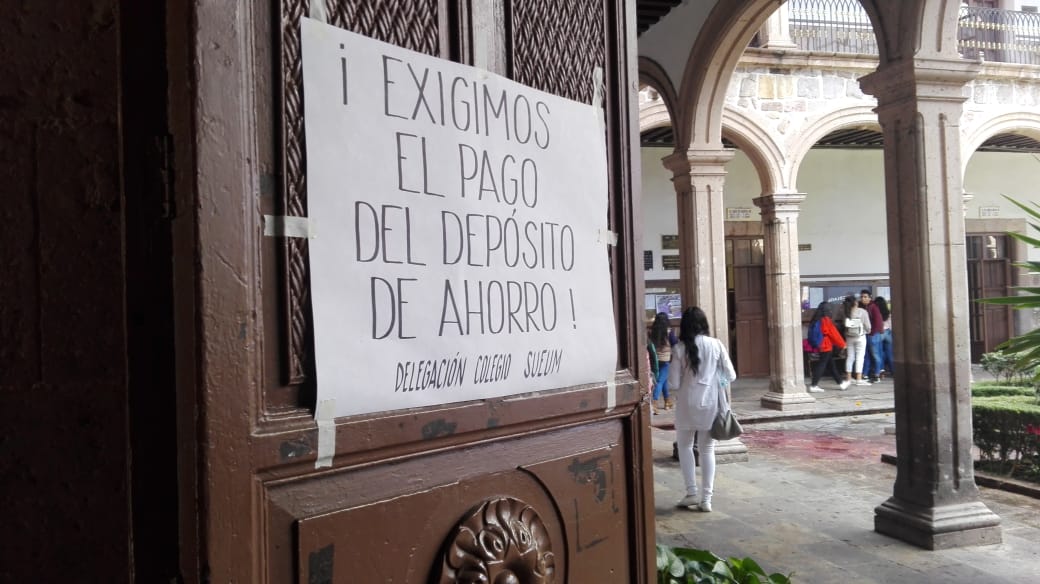 ¡ EXIGIMOS
EL PAGO
DEL DEPÓSITO
DE AHORRO !
DELEGACIÓN COLEGIO SUEUM